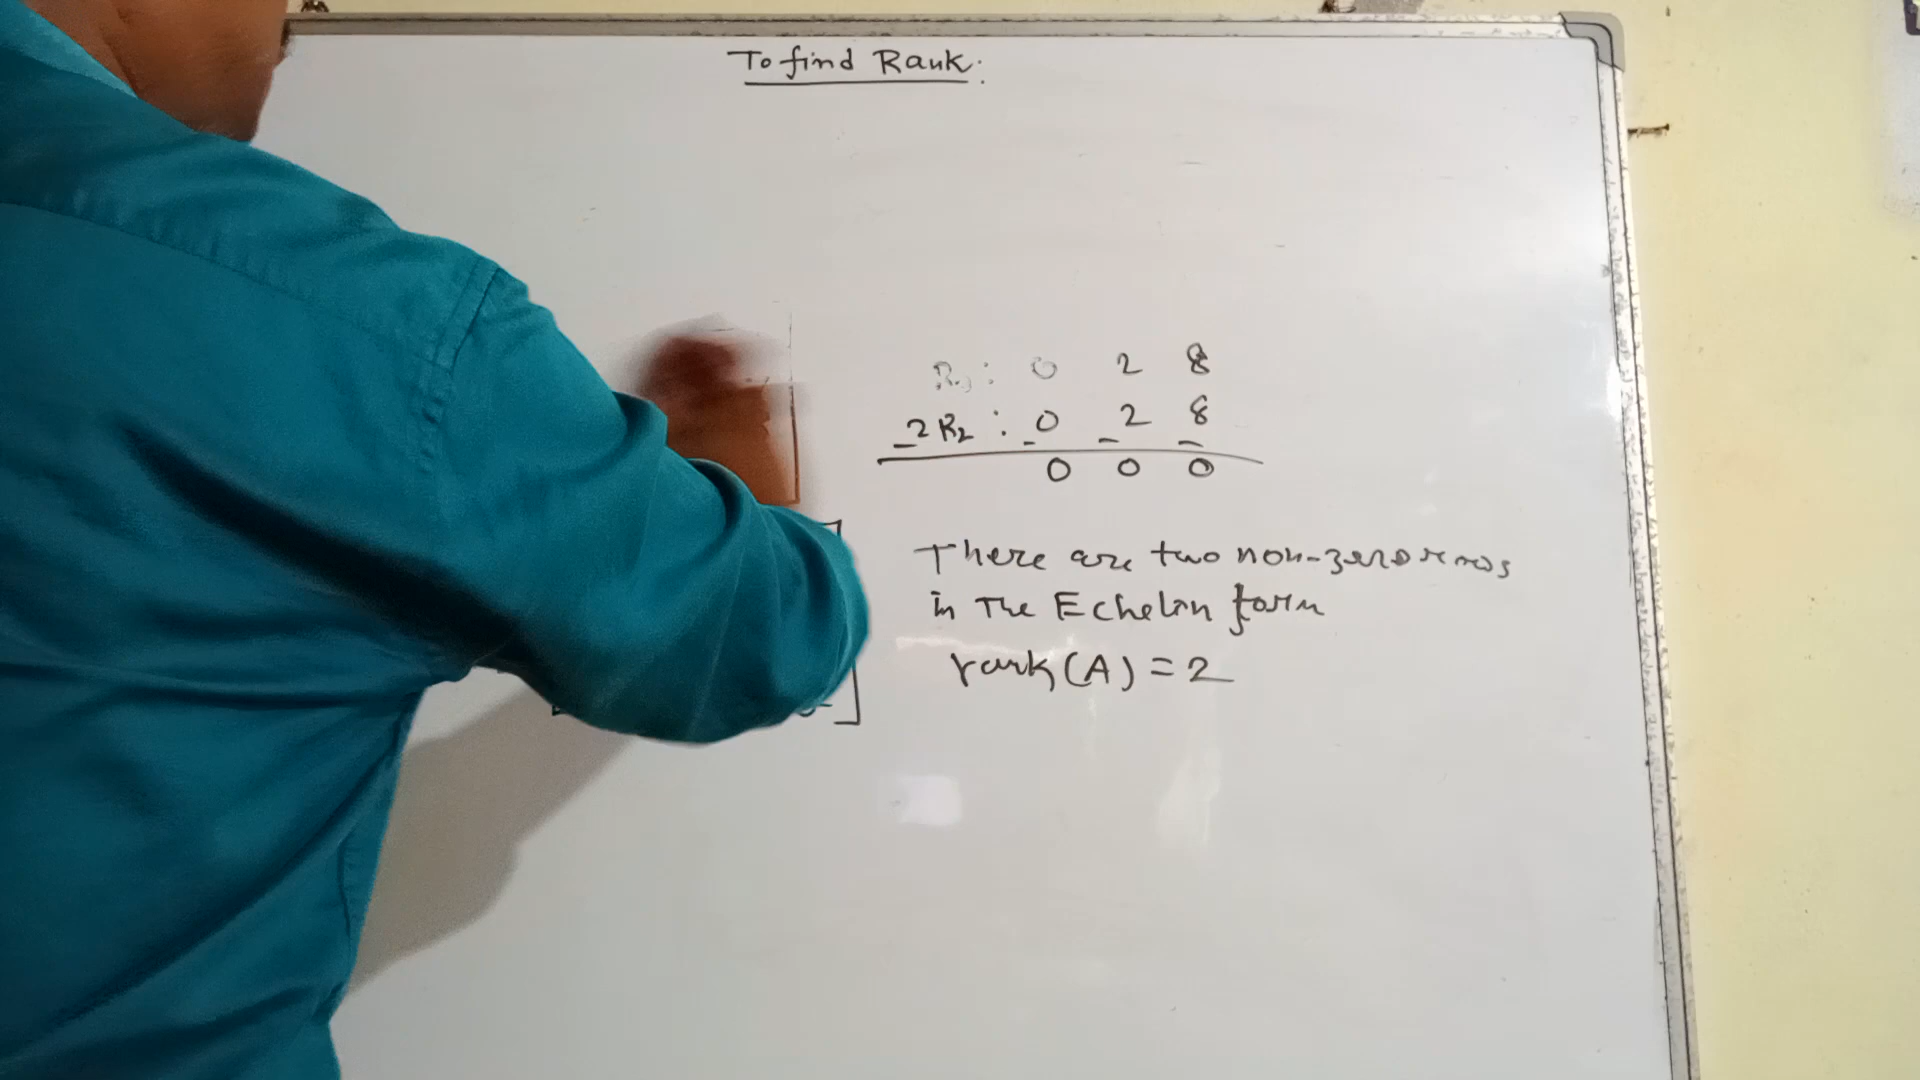 To find Rank:
R₃: 0 2 8
2R₂: 0 2 8
0 0 0
There are two non-zero rows
in The Echelon form
rank(A) = 2